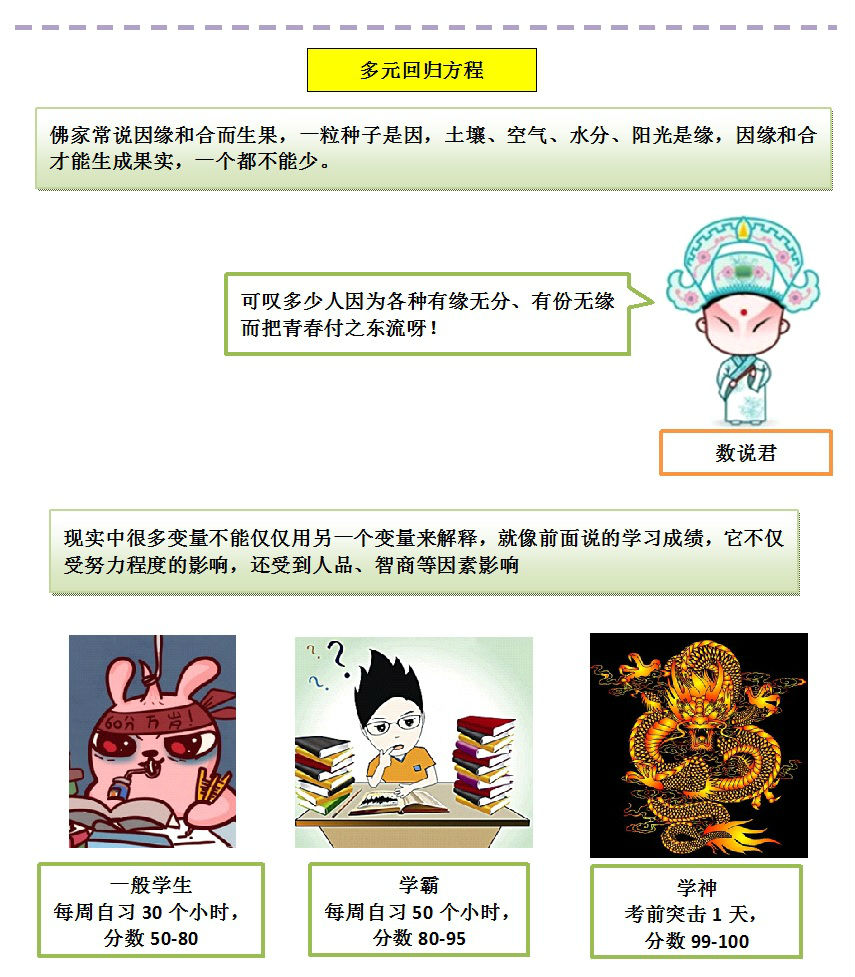 多元回归方程
佛家常说因缘和合而生果，一粒种子是因，土壤、空气、水分、阳光是缘，因缘和合
才能生成果实，一个都不能少。
可叹多少人因为各种有缘无分、有份无缘
而把青春付之东流呀！
数说君
现实中很多变量不能仅仅用另一个变量来解释，就像前面说的学习成绩，它不仅
受努力程度的影响，还受到人品、智商等因素影响
60分万岁！
? ? ?
一般学生
每周自习 30 个小时，
分数 50-80
学霸
每周自习 50 个小时，
分数 80-95
学神
考前突击 1 天，
分数 99-100